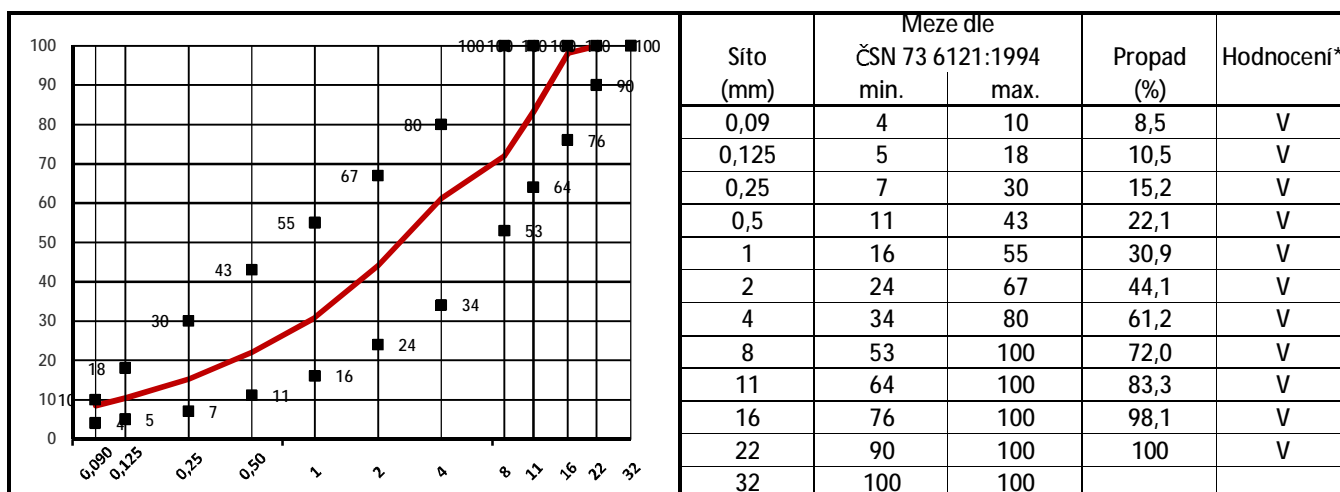 100
90
80
70
60
50
40
30
20
10
0
100 100 100 100 100 100
90
80
76
67
64
55
53
43
34
30
24
18
16
11
10
7
5
4
0,090 0,125 0,25 0,50 1 2 4 8 11 16 22 32
Meze dle
Síto ČSN 73 6121:1994 Propad Hodnocení*
(mm) min. max. (%)
0,09 4 10 8,5 V
0,125 5 18 10,5 V
0,25 7 30 15,2 V
0,5 11 43 22,1 V
1 16 55 30,9 V
2 24 67 44,1 V
4 34 80 61,2 V
8 53 100 72,0 V
11 64 100 83,3 V
16 76 100 98,1 V
22 90 100 100 V
32 100 100